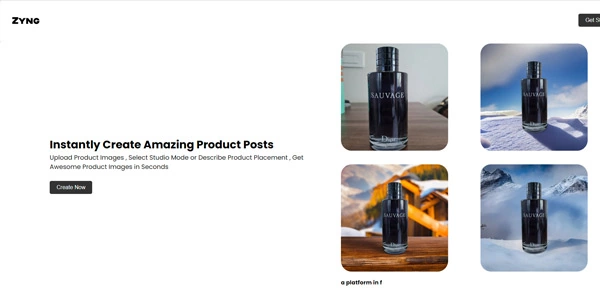 ZYNG
Get S
Instantly Create Amazing Product Posts
Upload Product Images , Select Studio Mode or Describe Product Placement , Get
Awesome Product Images in Seconds
Create Now
SAUVAGE
Dior
SAUVAGE
SAUVAGE
SAUVAGE
a platform in f